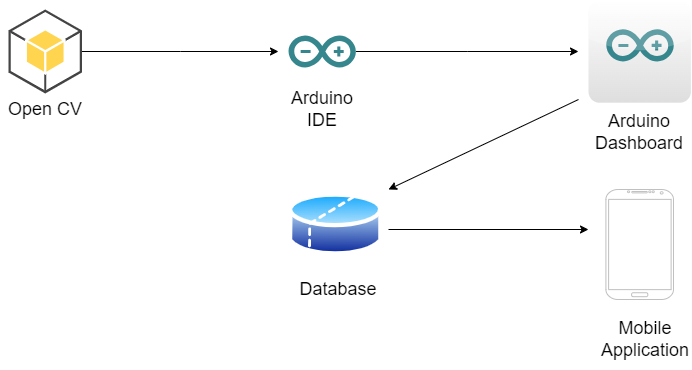 Open CV
Arduino
IDE
Arduino
Dashboard
Database
Mobile
Application